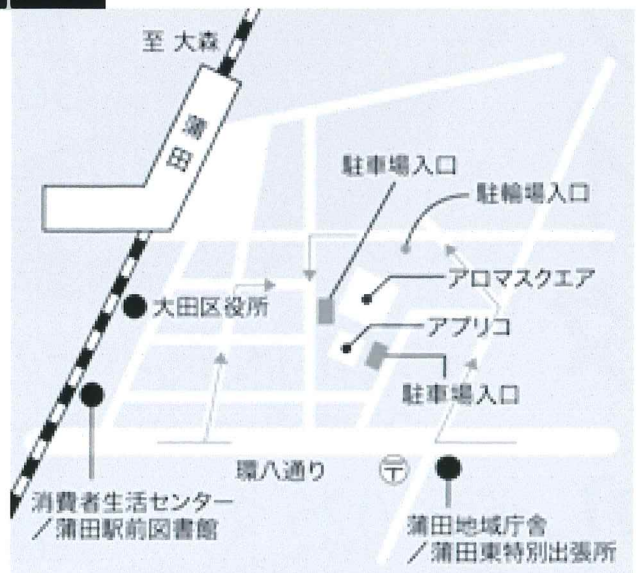 至 大森
蒲田
駐車場入口
駐輪場入口
アロマスクエア
大田区役所
アプリコ
駐車場入口
環八通り
〒
消費者生活センター
／蒲田駅前図書館
蒲田地域庁舎
／蒲田東特別出張所